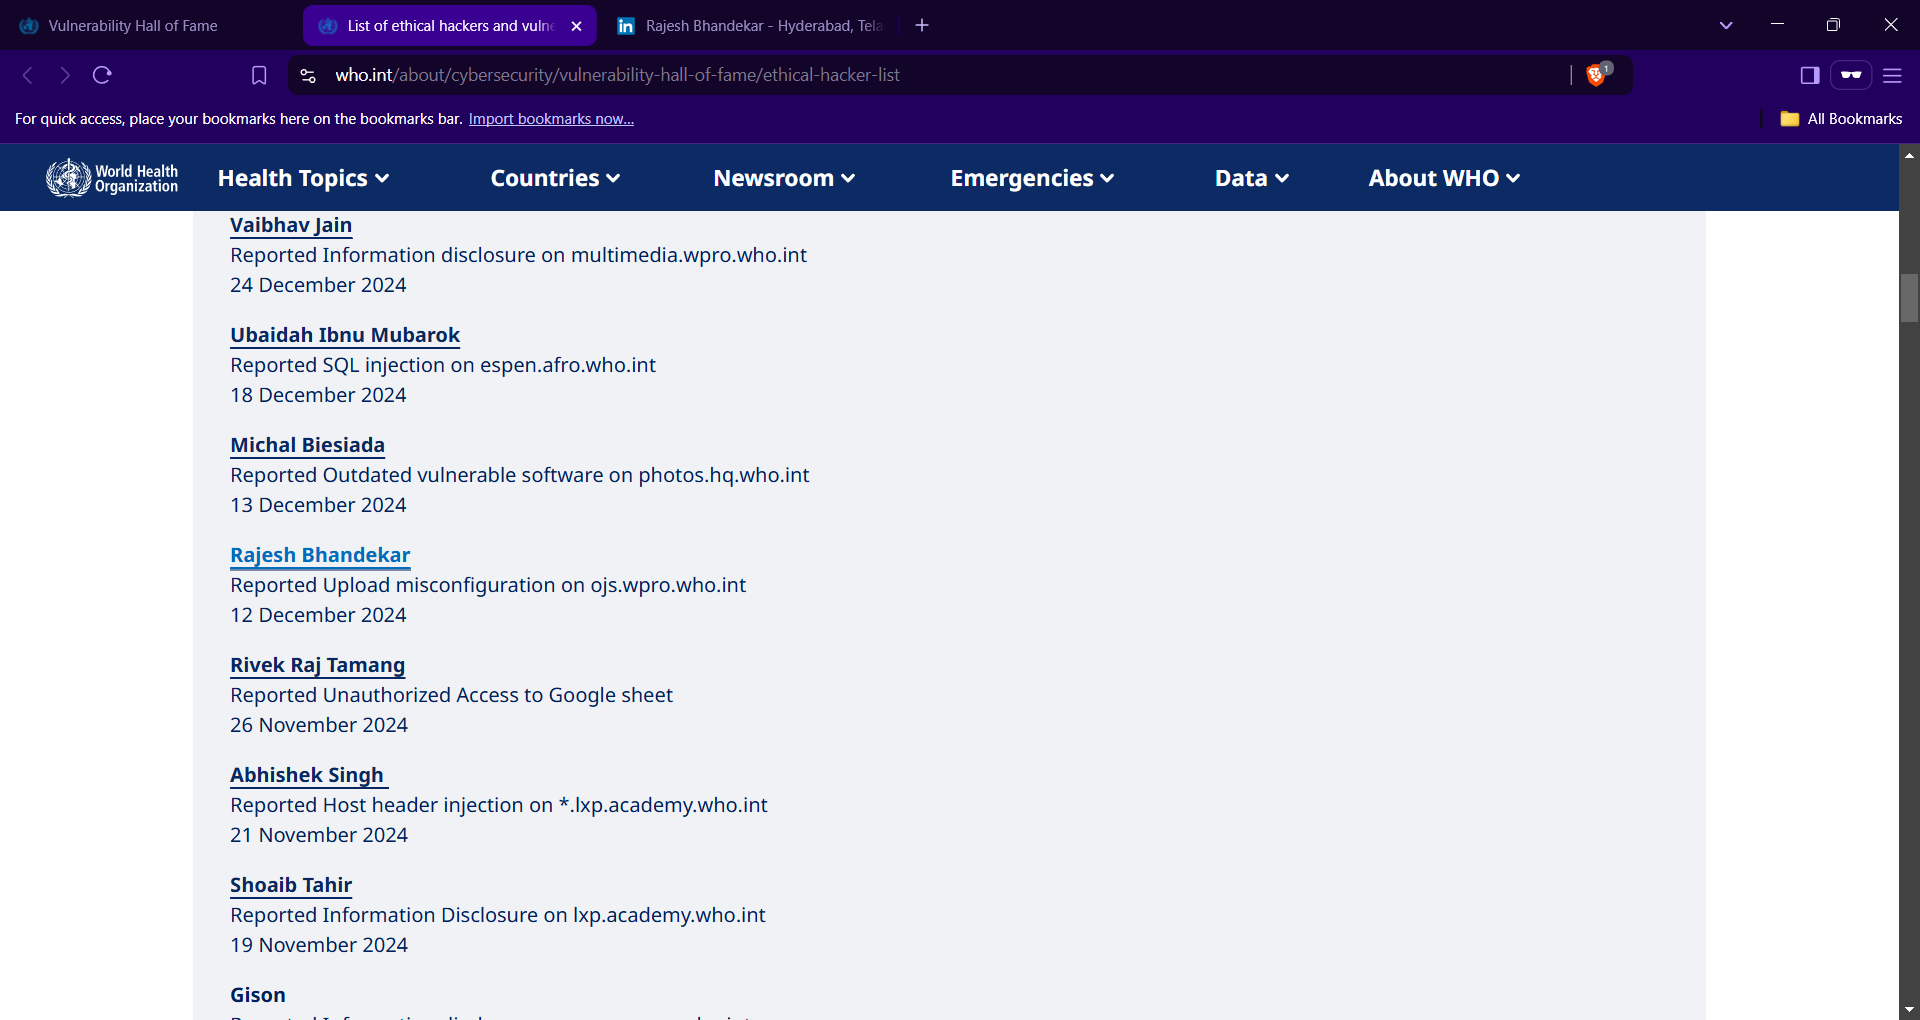 Vulnerability Hall of Fame
List of ethical hackers and vulne
Rajesh Bhandekar - Hyderabad, Tela
who.int/about/cybersecurity/vulnerability-hall-of-fame/ethical-hacker-list
1
For quick access, place your bookmarks here on the bookmarks bar. Import bookmarks now...
All Bookmarks
World Health
Organization
Health Topics
Countries
Newsroom
Emergencies
Data
About WHO
Vaibhav Jain
Reported Information disclosure on multimedia.wpro.who.int
24 December 2024
Ubaidah Ibnu Mubarok
Reported SQL injection on espen.afro.who.int
18 December 2024
Michal Biesiada
Reported Outdated vulnerable software on photos.hq.who.int
13 December 2024
Rajesh Bhandekar
Reported Upload misconfiguration on ojs.wpro.who.int
12 December 2024
Rivek Raj Tamang
Reported Unauthorized Access to Google sheet
26 November 2024
Abhishek Singh
Reported Host header injection on *.lxp.academy.who.int
21 November 2024
Shoaib Tahir
Reported Information Disclosure on lxp.academy.who.int
19 November 2024
Gison